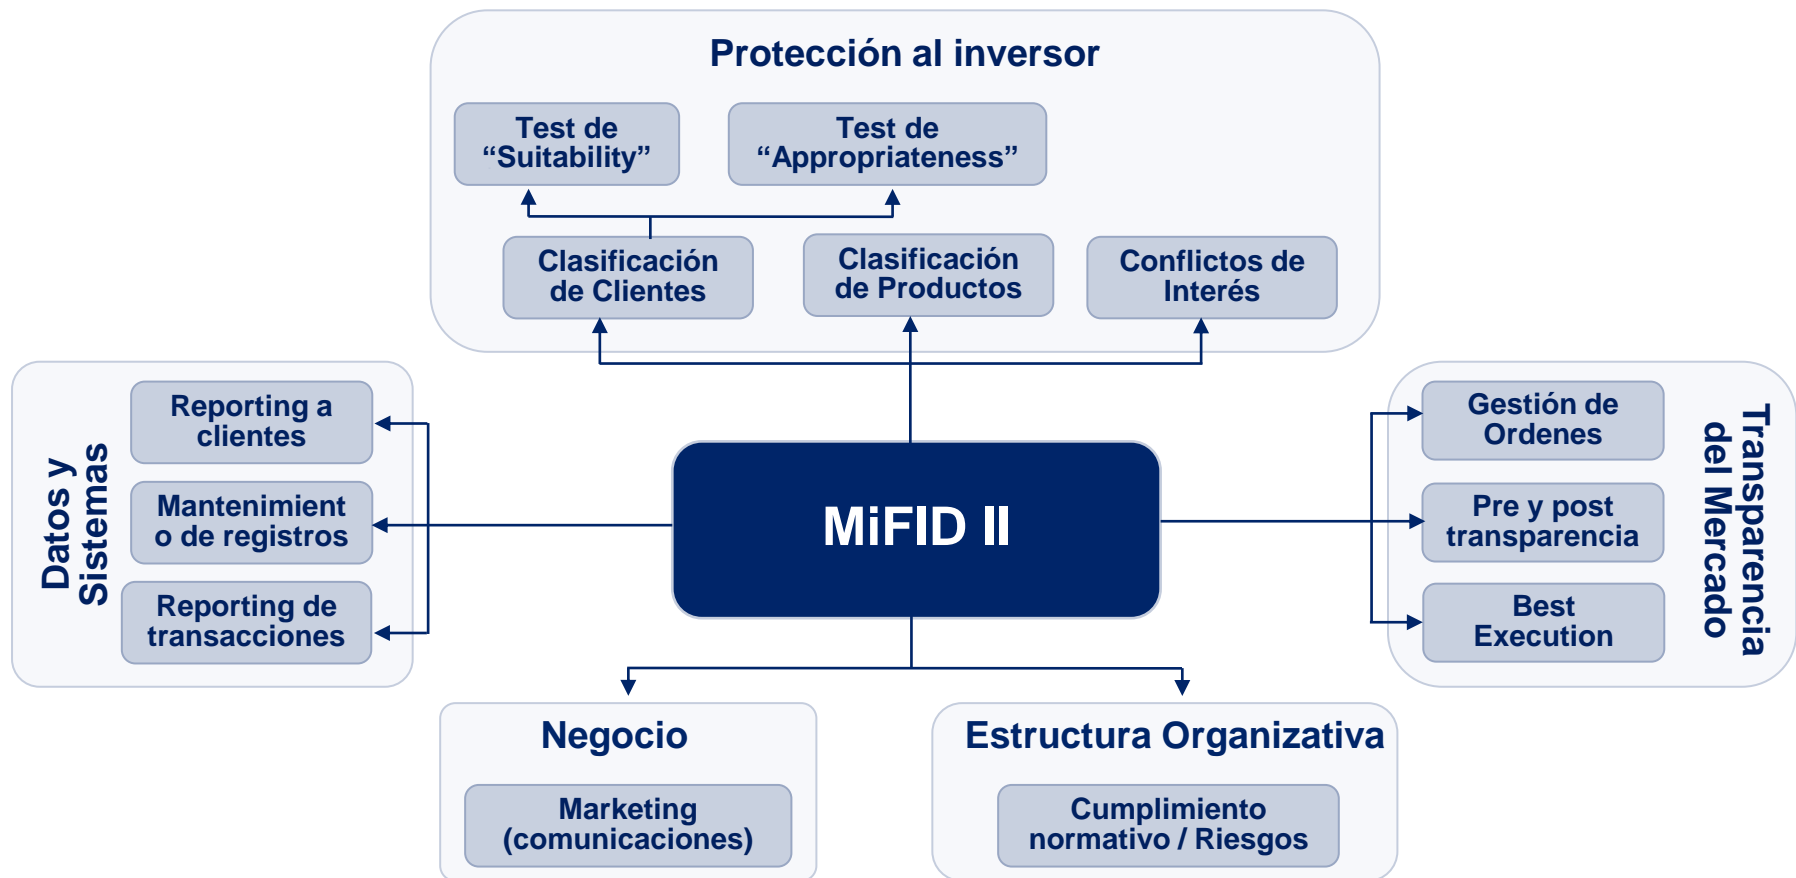 Protección al inversor
Test de
“Suitability”
Test de
“Appropriateness”
Clasificación
de Clientes
Clasificación
de Productos
Conflictos de
Interés
Datos y
Sistemas
Reporting a
clientes
Mantenimient
o de registros
Reporting de
transacciones
MiFID II
Gestión de
Ordenes
Pre y post
transparencia
Best
Execution
Transparencia
del Mercado
Negocio
Marketing
(comunicaciones)
Estructura Organizativa
Cumplimiento
normativo / Riesgos